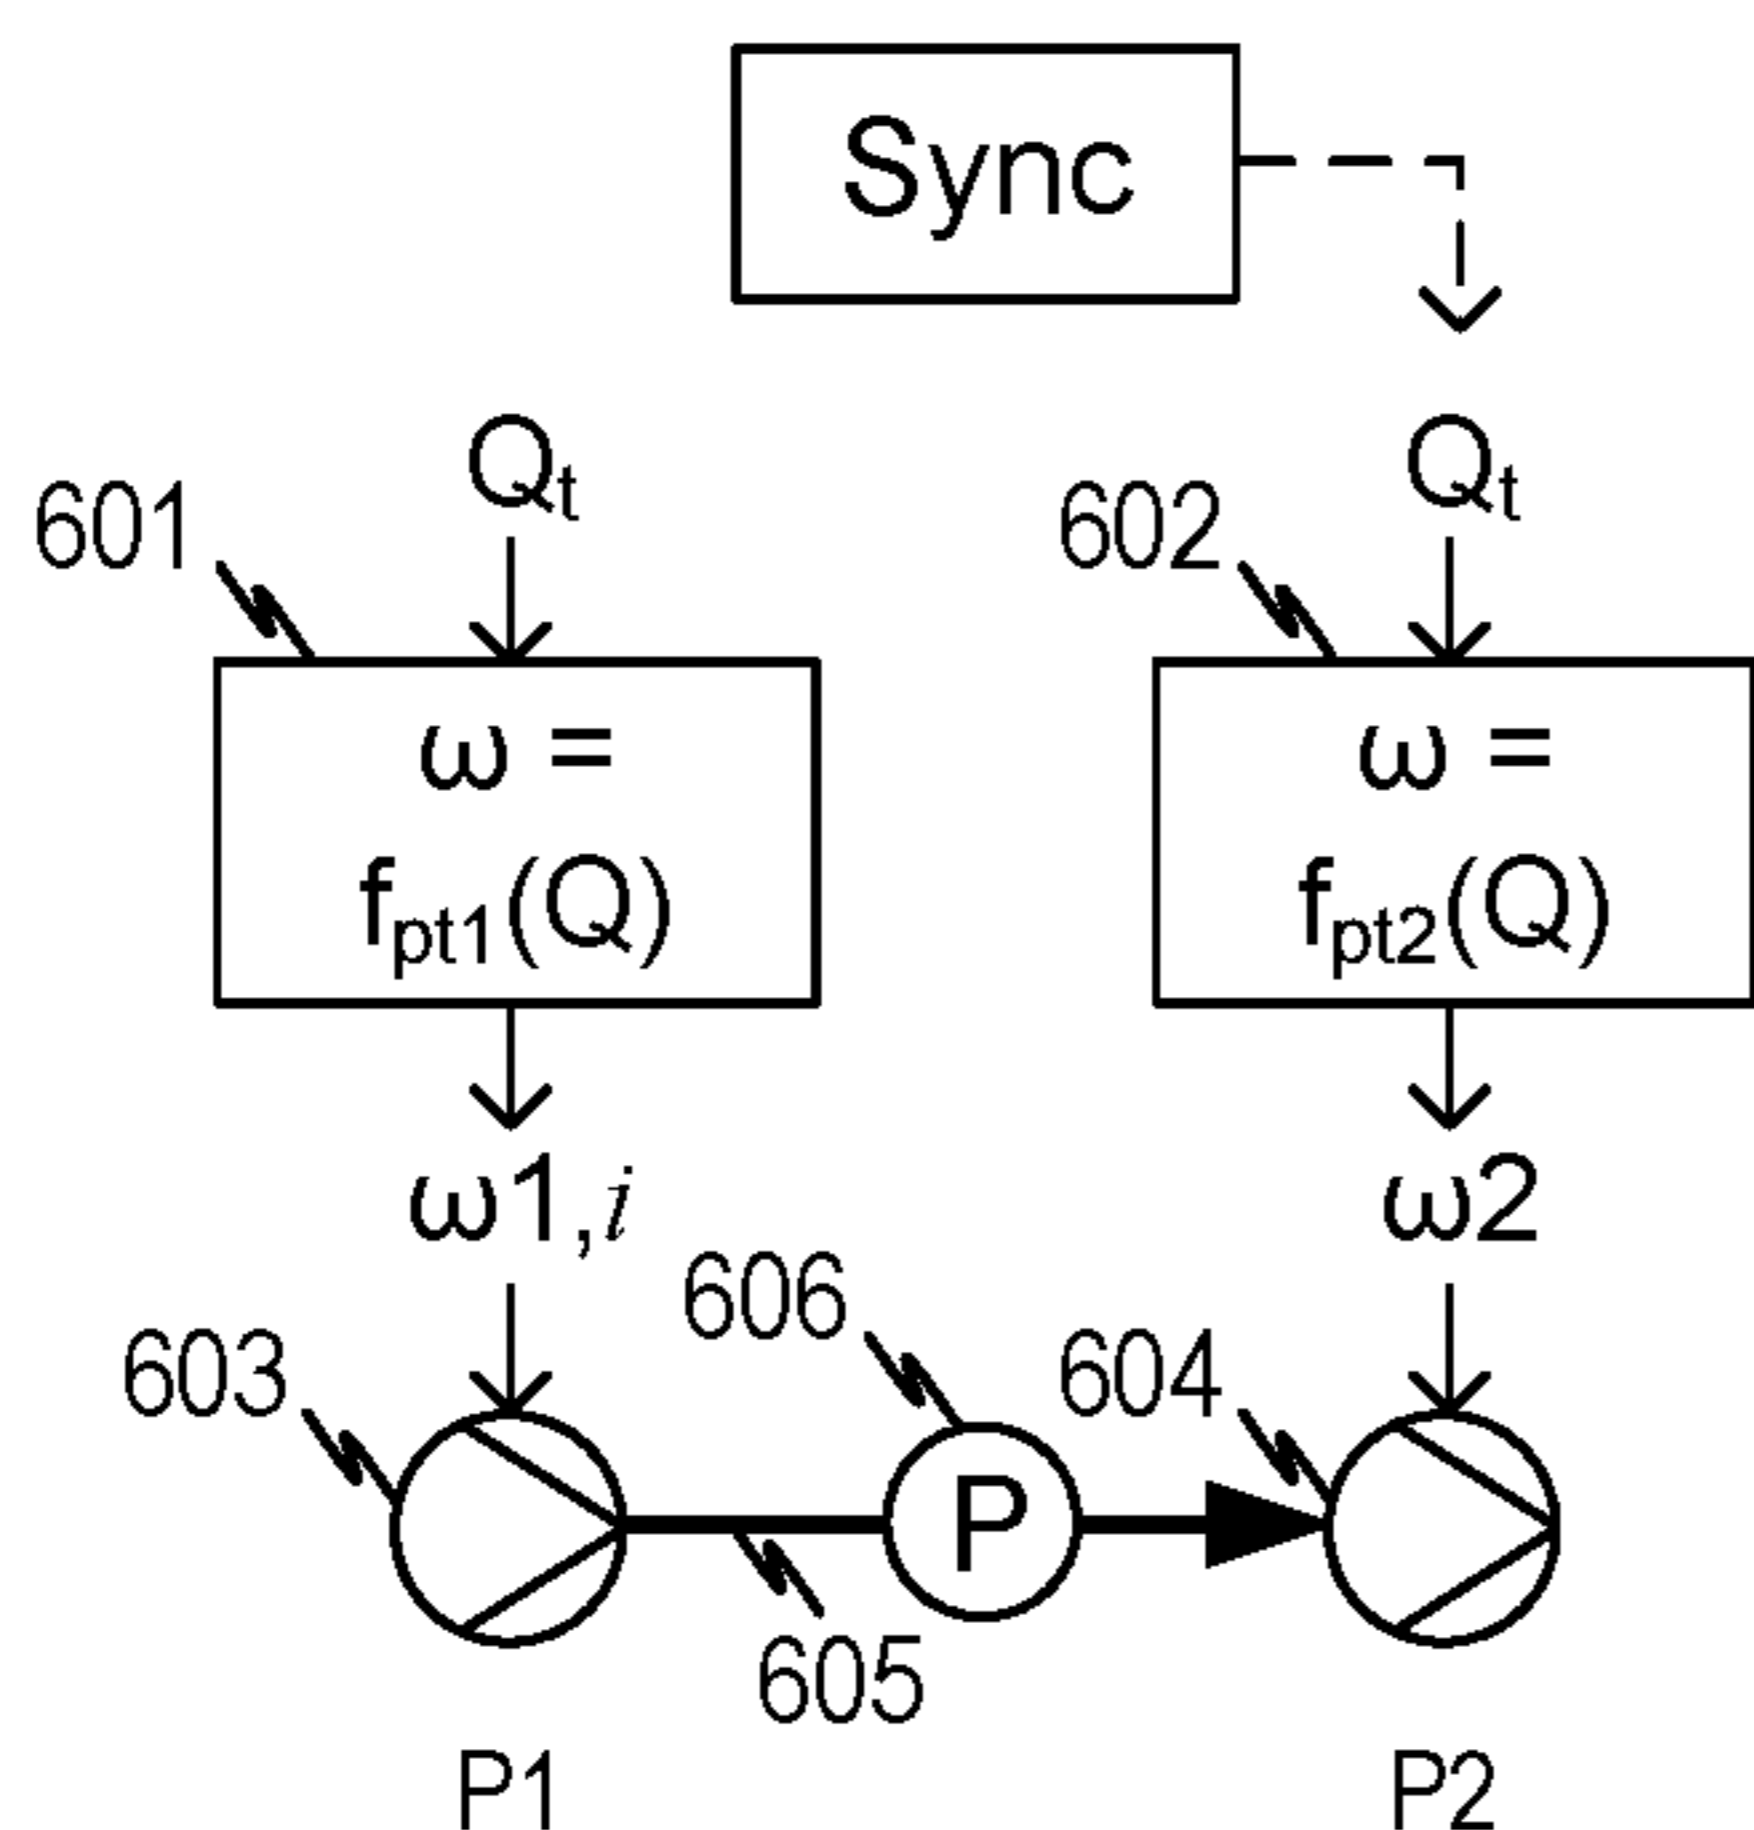 Sync
Qt
Qt
601
602
ω =
fpt1(Q)
ω =
fpt2(Q)
ω1,i
ω2
606
603
604
P
605
P1
P2